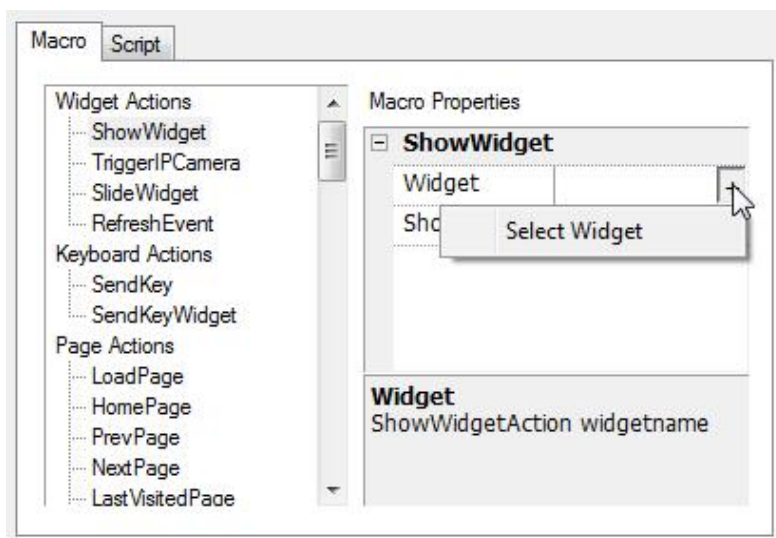 Macro
Script
Widget Actions
ShowWidget
TriggerIPCamera
SlideWidget
RefreshEvent
Keyboard Actions
SendKey
SendKeyWidget
Page Actions
LoadPage
HomePage
PrevPage
NextPage
LastVisitedPage
Macro Properties
ShowWidget
Widget
Sho
Select Widget
Widget
ShowWidgetAction widgetname